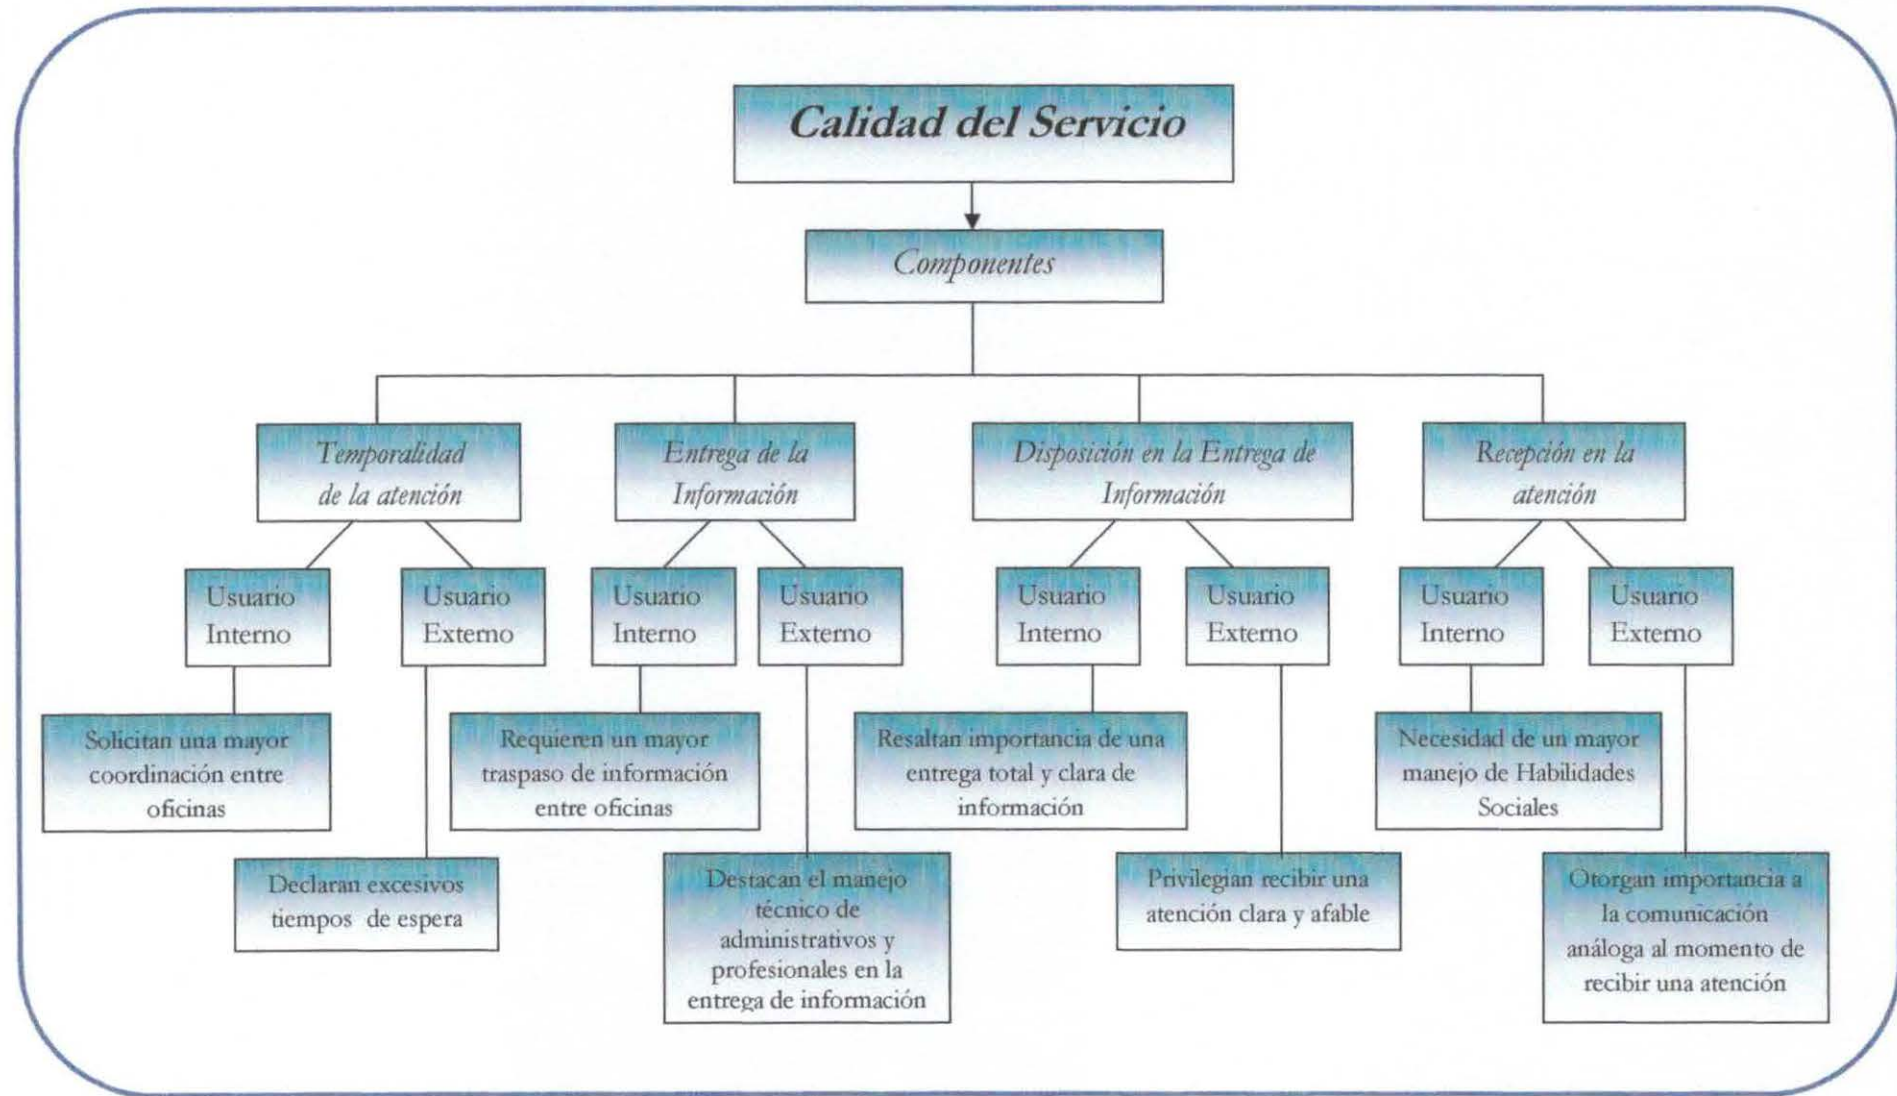 Calidad del Servicio
Componentes
Temporalidad
de la atención
Entrega de la
Información
Disposición en la Entrega de
Información
Recepción en la
atención
Usuario
Interno
Usuario
Externo
Usuario
Interno
Usuario
Externo
Usuario
Interno
Usuario
Externo
Usuario
Interno
Usuario
Externo
Solicitan una mayor
coordinación entre
oficinas
Requieren un mayor
traspaso de información
entre oficinas
Resaltan importancia de una
entrega total y clara de
información
Necesidad de un mayor
manejo de Habilidades
Sociales
Declaran excesivos
tiempos de espera
Destacan el manejo
técnico de
administrativos y
profesionales en la
entrega de información
Privilegian recibir una
atención clara y afable
Otorgan importancia a
la comunicación
análoga al momento de
recibir una atención